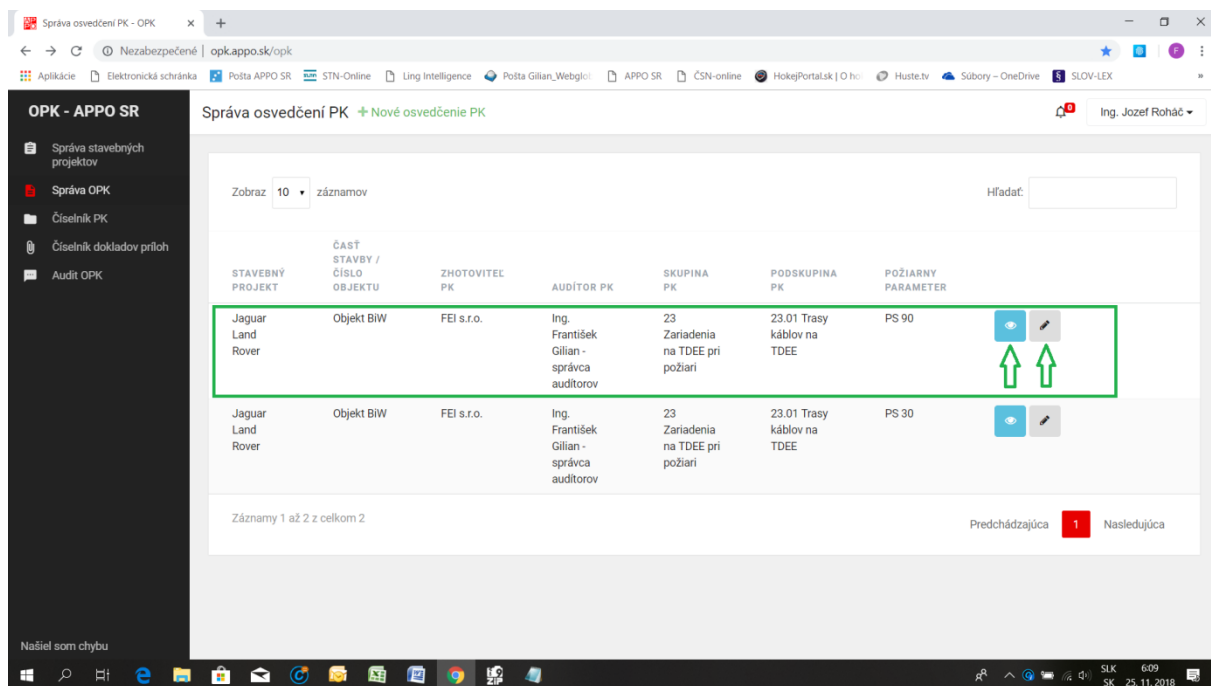 Správa osvedčení PK - OPK
Nezabezpečené | opk.appo.sk/opk
Aplikácie Elektronická schránka Pošta APPO SR STN-Online Ling Intelligence Pošta Gilian_Webglo APPO SR ČSN-online HokejPortal.sk | O ho Huste.tv Súbory – OneDrive SLOV-LEX
OPK - APPO SR
Správa osvedčení PK + Nové osvedčenie PK
0
Ing. Jozef Roháč
Správa stavebných
projektov
Správa OPK
Číselník PK
Číselník dokladov príloh
Audit OPK
Zobraz 10 záznamov
Hľadať:
STAVEBNÝ
PROJEKT
ČASŤ
STAVBY /
ČÍSLO
OBJEKTU
ZHOTOVITEĽ
PK
AUDÍTOR PK
SKUPINA
PK
PODSKUPINA
PK
POŽIARNY
PARAMETER
Jaguar
Land
Rover
Objekt BiW
FEI s.r.o.
Ing.
František
Gilian -
správca
audítorov
23
Zariadenia
na TDEE pri
požiari
23.01 Trasy
káblov na
TDEE
PS 90
Jaguar
Land
Rover
Objekt BiW
FEI s.r.o.
Ing.
František
Gilian -
správca
audítorov
23
Zariadenia
na TDEE pri
požiari
23.01 Trasy
káblov na
TDEE
PS 30
Záznamy 1 až 2 z celkom 2
Predchádzajúca 1 Nasledujúca
Našiel som chybu
SLK
SK
6:09
25. 11. 2018